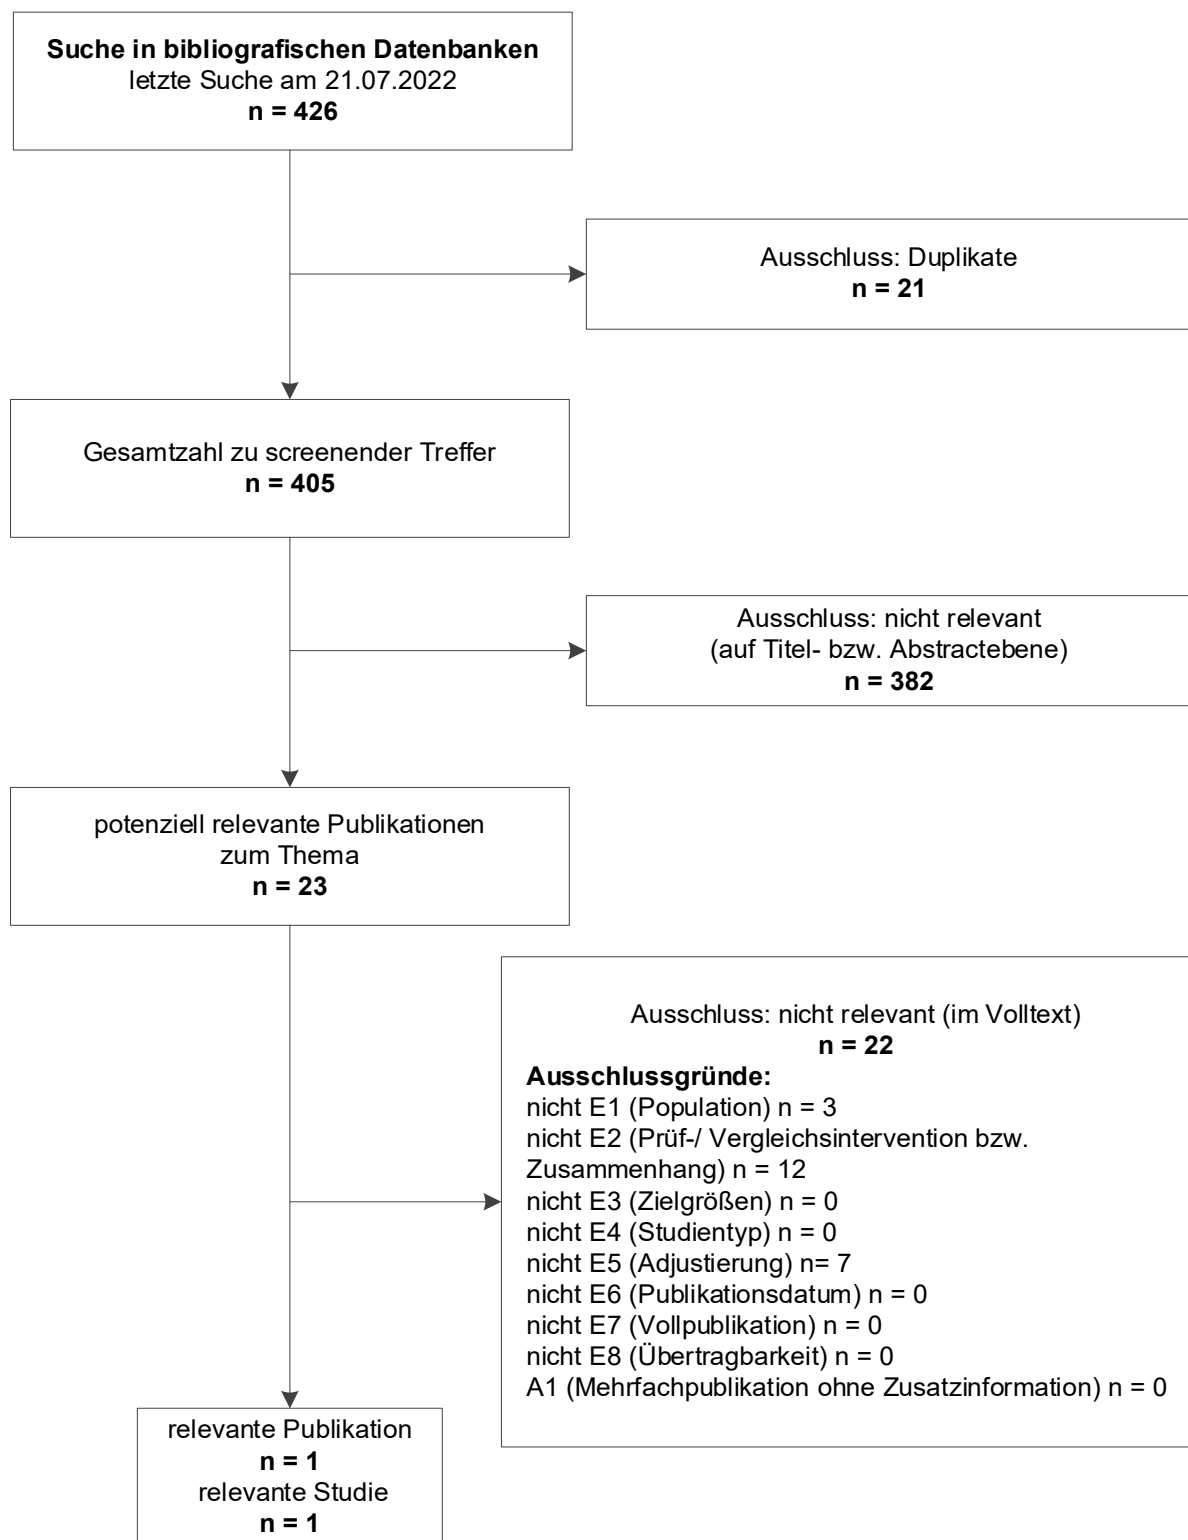 Suche in bibliografischen Datenbanken
letzte Suche am 21.07.2022
n = 426
Ausschluss: Duplikate
n = 21
Gesamtzahl zu screenender Treffer
n = 405
Ausschluss: nicht relevant
(auf Titel- bzw. Abstractebene)
n = 382
potenziell relevante Publikationen
zum Thema
n = 23
Ausschluss: nicht relevant (im Volltext)
n = 22
Ausschlussgründe:
nicht E1 (Population) n = 3
nicht E2 (Prüf-/ Vergleichsintervention bzw.
Zusammenhang) n = 12
nicht E3 (Zielgrößen) n = 0
nicht E4 (Studientyp) n = 0
nicht E5 (Adjustierung) n= 7
nicht E6 (Publikationsdatum) n = 0
nicht E7 (Vollpublikation) n = 0
nicht E8 (Übertragbarkeit) n = 0
A1 (Mehrfachpublikation ohne Zusatzinformation) n = 0
relevante Publikation
n = 1
relevante Studie
n = 1